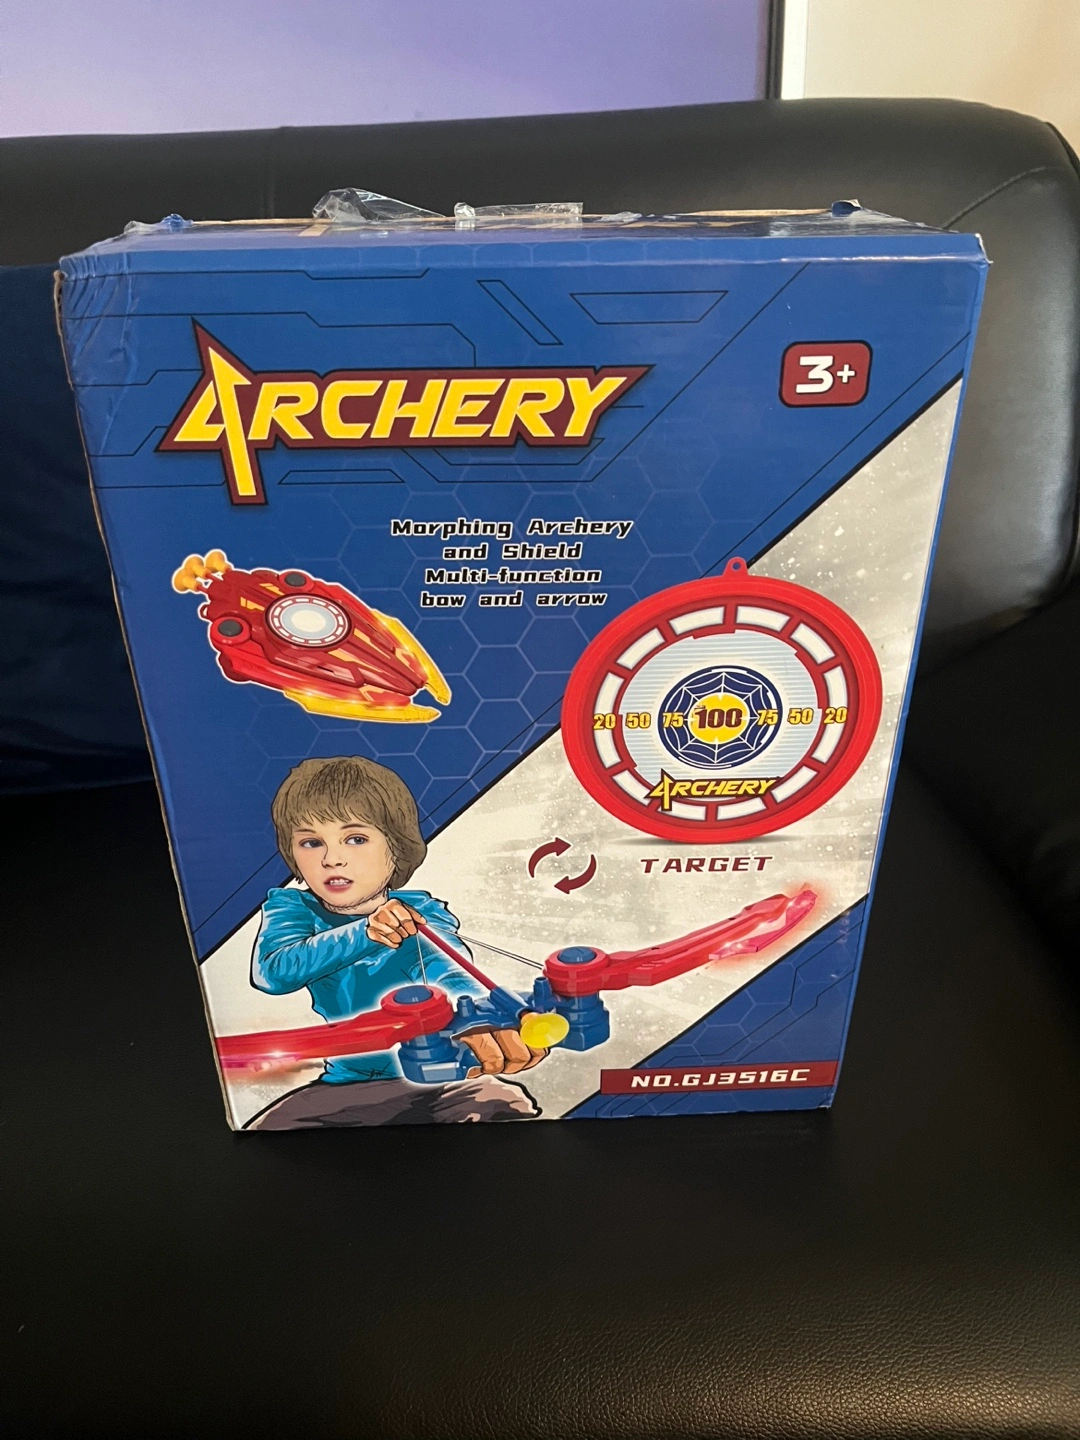 ARCHERY
3+
Morphing Archery
and Shield
Multi-function
bow and arrow
20 50 75 100 75 50 20
ARCHERY
TARGET
NO.GJ3516C